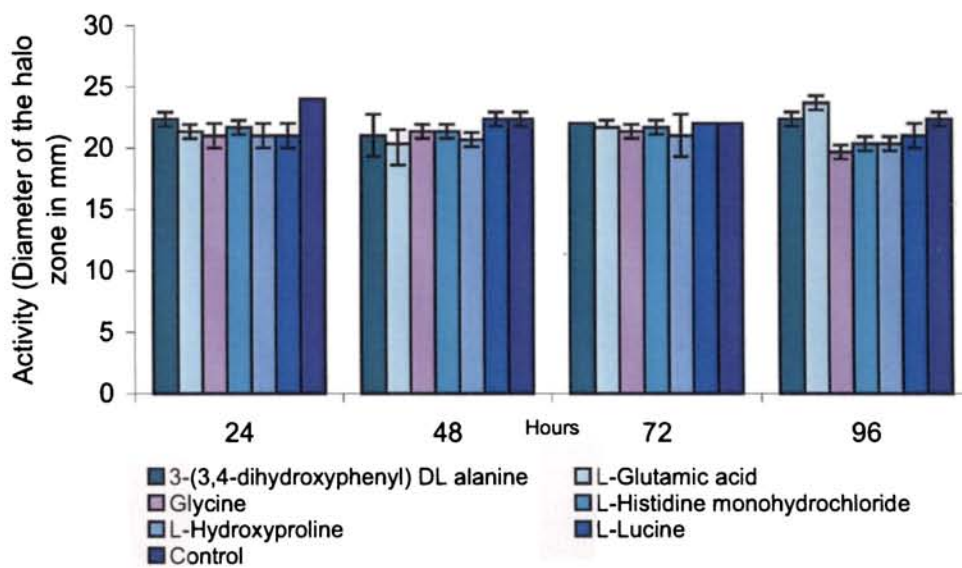 Activity (Diameter of the halo
zone in mm)
30
25
20
15
10
5
0
24
48
Hours
72
96
3-(3,4-dihydroxyphenyl) DL alanine
L-Glutamic acid
Glycine
L-Histidine monohydrochloride
L-Hydroxyproline
L-Lucine
Control